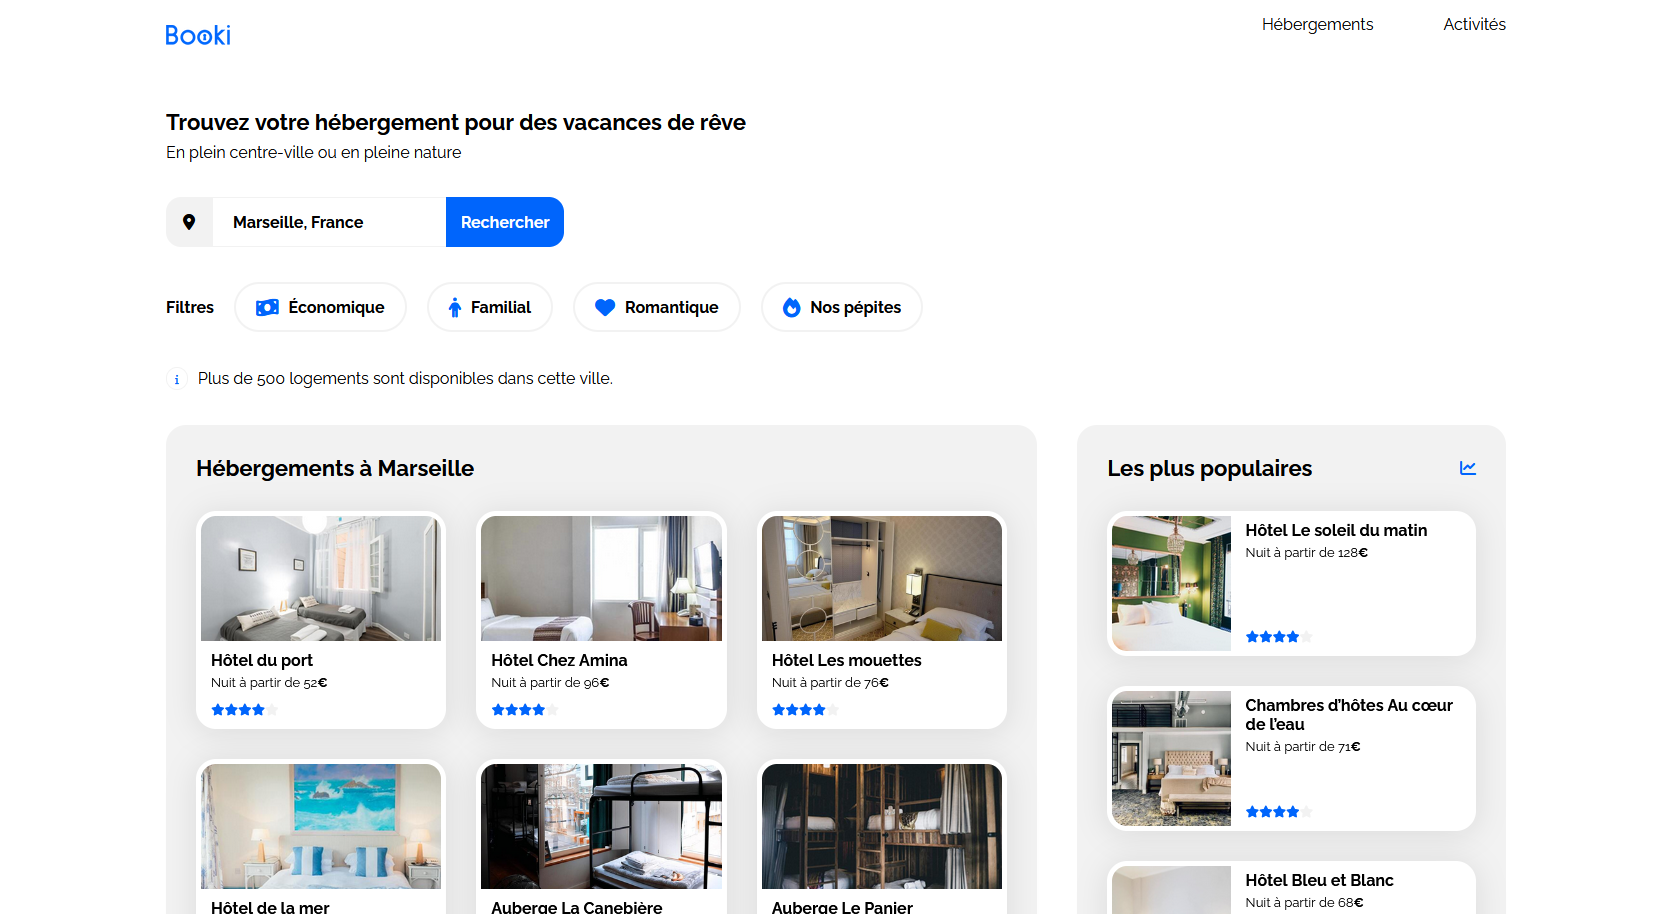 Booki
Hébergements
Activités
Trouvez votre hébergement pour des vacances de rêve
En plein centre-ville ou en pleine nature
Marseille, France
Rechercher
Filtres
Économique
Familial
Romantique
Nos pépites
Plus de 500 logements sont disponibles dans cette ville.
Hébergements à Marseille
Hôtel du port
Nuit à partir de 52€
Hôtel Chez Amina
Nuit à partir de 96€
Hôtel Les mouettes
Nuit à partir de 76€
Hôtel de la mer
Auberge La Canebière
Auberge Le Panier
Les plus populaires
Hôtel Le soleil du matin
Nuit à partir de 128€
Chambres d’hôtes Au cœur
de l’eau
Nuit à partir de 71€
Hôtel Bleu et Blanc
Nuit à partir de 68€